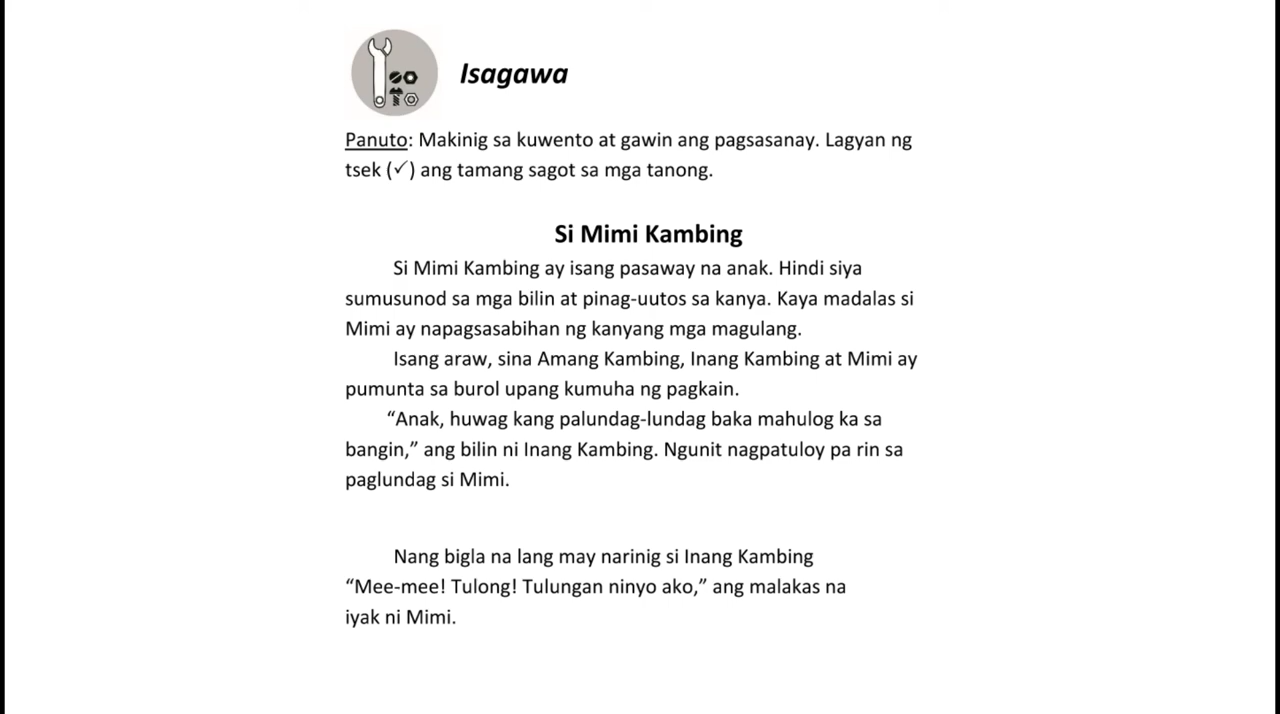 Isagawa
Panuto: Makinig sa kuwento at gawin ang pagsasanay. Lagyan ng
tsek (✓) ang tamang sagot sa mga tanong.
Si Mimi Kambing
Si Mimi Kambing ay isang pasaway na anak. Hindi siya
sumusunod sa mga bilin at pinag-uutos sa kanya. Kaya madalas si
Mimi ay napagsasabihan ng kanyang mga magulang.
Isang araw, sina Amang Kambing, Inang Kambing at Mimi ay
pumunta sa burol upang kumuha ng pagkain.
“Anak, huwag kang palundag-lundag baka mahulog ka sa
bangin,” ang bilin ni Inang Kambing. Ngunit nagpatuloy pa rin sa
paglundag si Mimi.
Nang bigla na lang may narinig si Inang Kambing
“Mee-mee! Tulong! Tulungan ninyo ako,” ang malakas na
iyak ni Mimi.